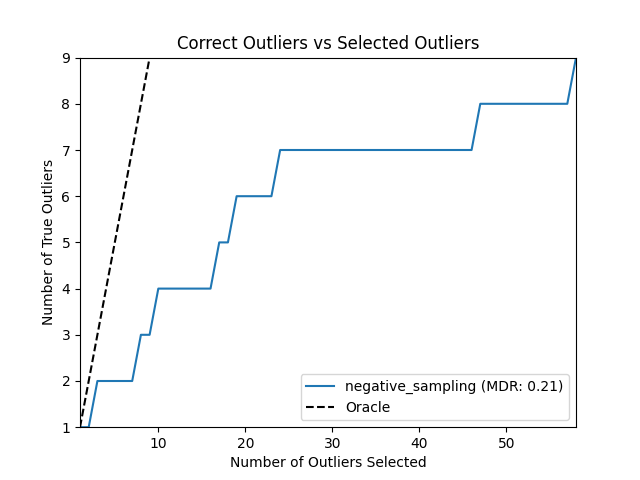 Correct Outliers vs Selected Outliers
Number of True Outliers
9
8
7
6
5
4
3
2
1
10
20
30
40
50
Number of Outliers Selected
negative_sampling (MDR: 0.21)
Oracle